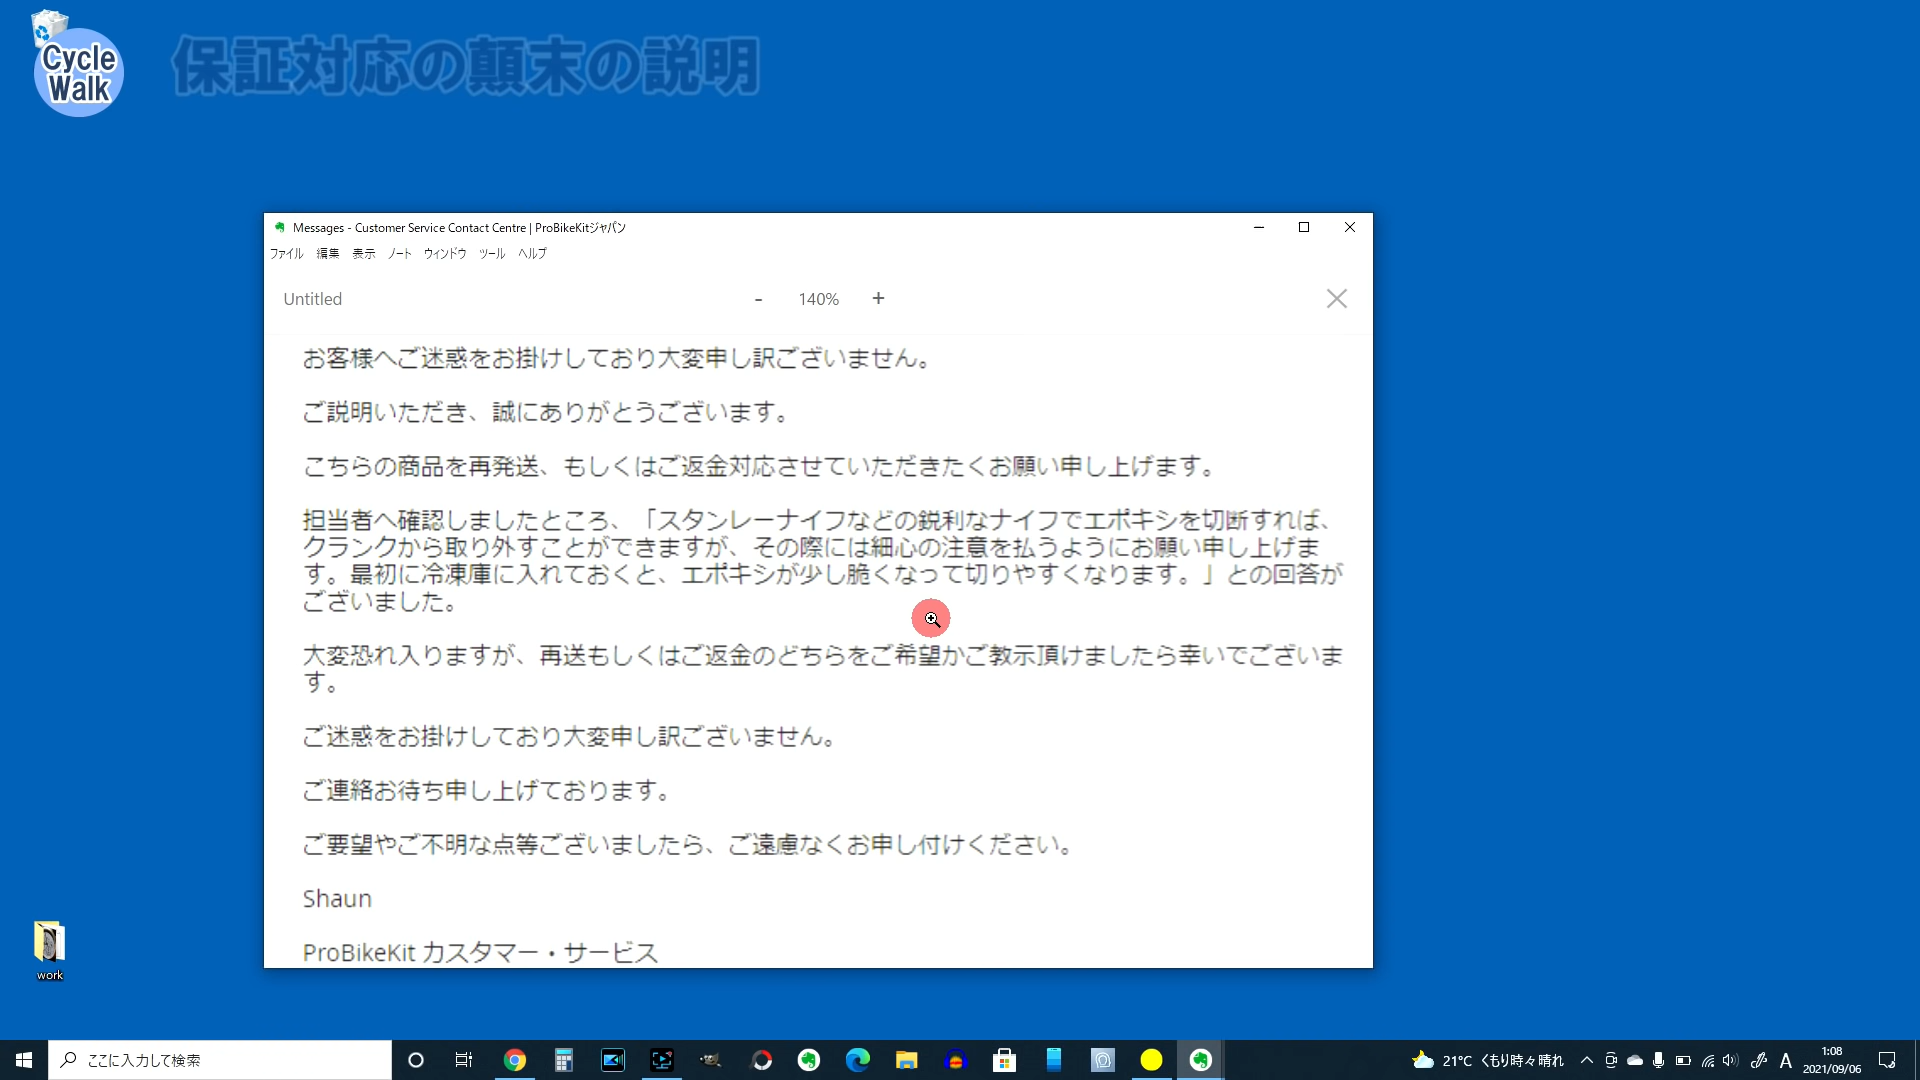 Cycle
Walk
保証対応の顛末の説明
Messages - Customer Service Contact Centre | ProBikeKitジャパン
ファイル 編集 表示 ノート ウィンドウ ツール ヘルプ
Untitled
- 140% +
お客様へご迷惑をお掛けしており大変申し訳ございません。
ご説明いただき、誠にありがとうございます。
こちらの商品を再発送、もしくはご返金対応させていただきたくお願い申し上げます。
担当者へ確認しましたところ、「スタンレーナイフなどの鋭利なナイフでエポキシを切断すれば、
クランクから取り外すことができますが、その際には細心の注意を払うようにお願い申し上げま
す。最初に冷凍庫に入れておくと、エポキシが少し脆くなって切りやすくなります。」との回答が
ございました。
大変恐れ入りますが、再送もしくはご返金のどちらをご希望かご教示頂けましたら幸いでございま
す。
ご迷惑をお掛けしており大変申し訳ございません。
ご連絡お待ち申し上げております。
ご要望やご不明な点等ございましたら、ご遠慮なくお申し付けください。
Shaun
ProBikeKit カスタマー・サービス
work
ここに入力して検索
21°C くもり時々晴れ
A
1:08
2021/09/06